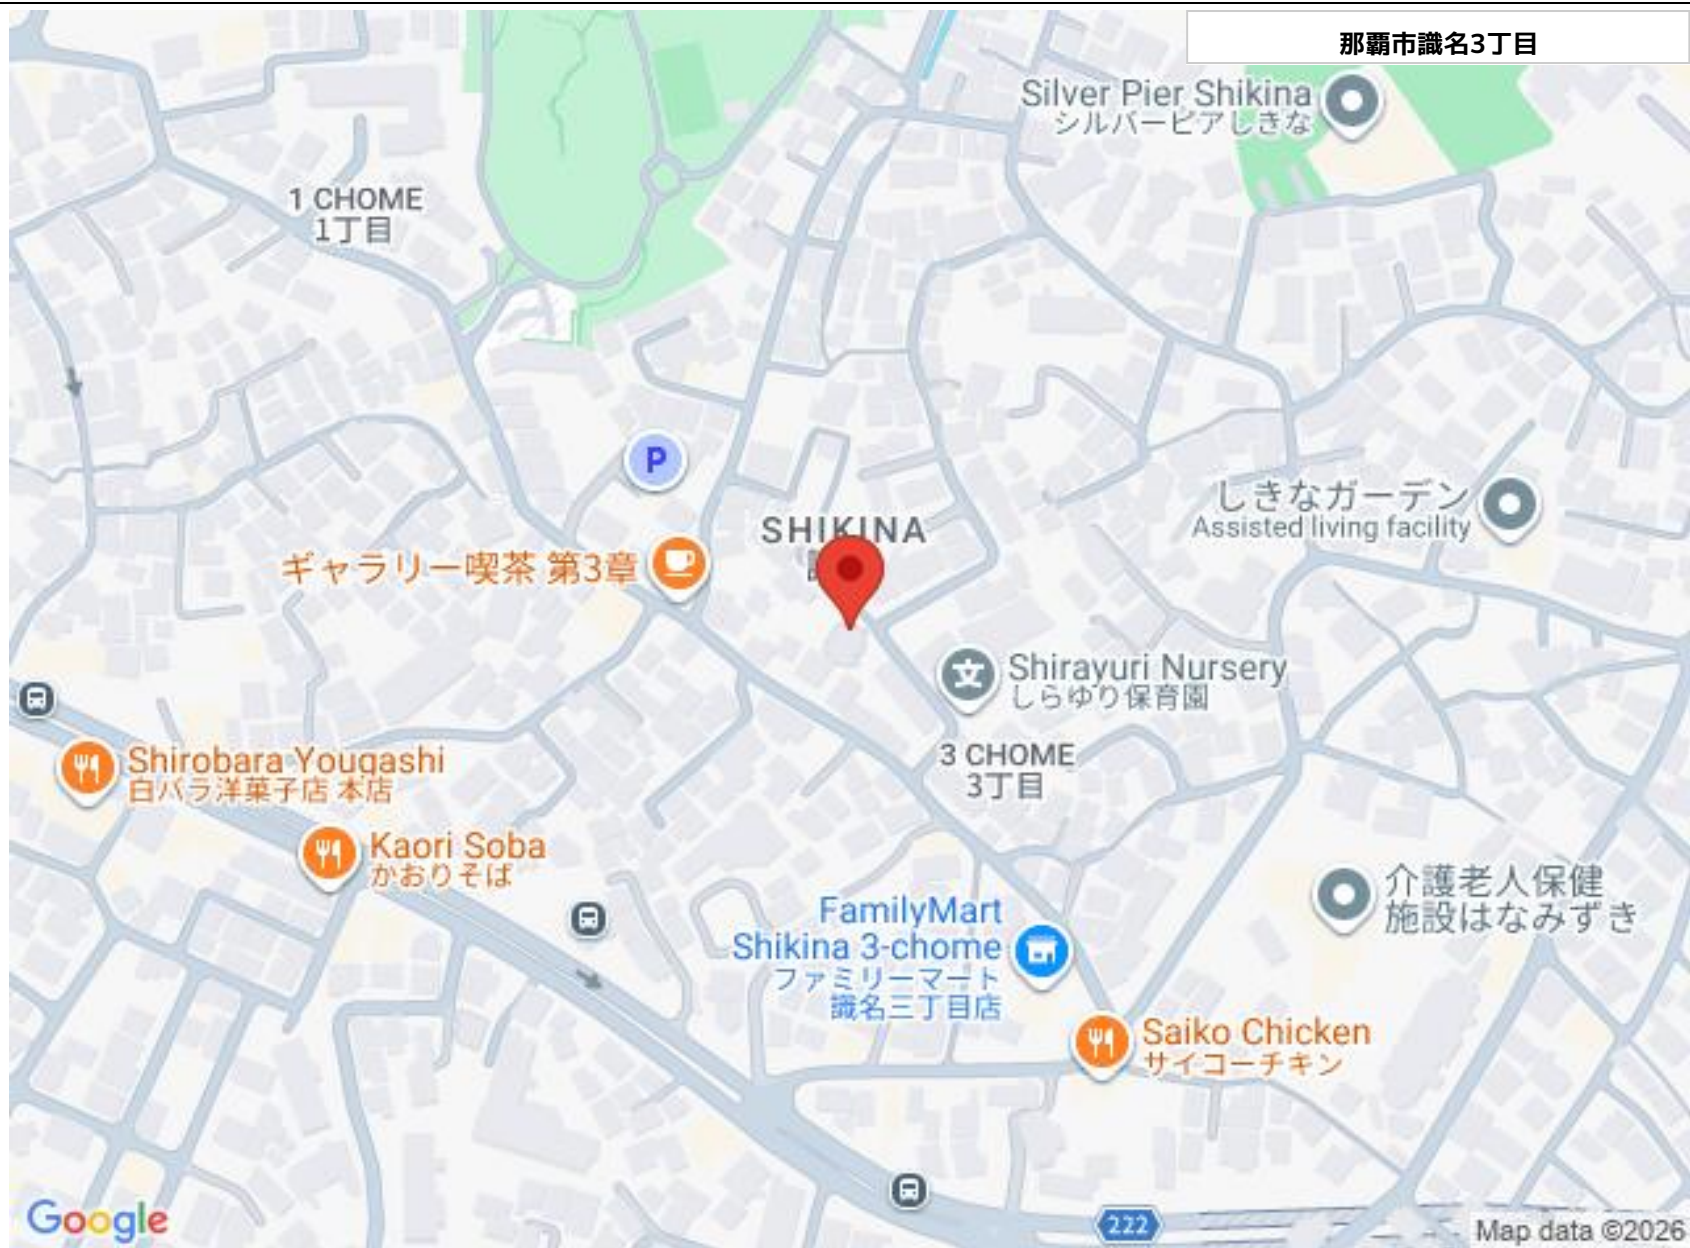 那覇市識名3丁目
Silver Pier Shikina
シルバーピアしきな
1 CHOME
1丁目
P
SHIKINA
しきなガーデン
Assisted living facility
ギャラリー喫茶 第3章
文
Shirayuri Nursery
しらゆり保育園
3 CHOME
3丁目
Shirobara Yougashi
白バラ洋菓子店 本店
Kaori Soba
かおりそば
介護老人保健
施設はなみずき
FamilyMart
Shikina 3-chome
ファミリーマート
識名三丁目店
Saiko Chicken
サイコーチキン
222
Google
Map data ©2026